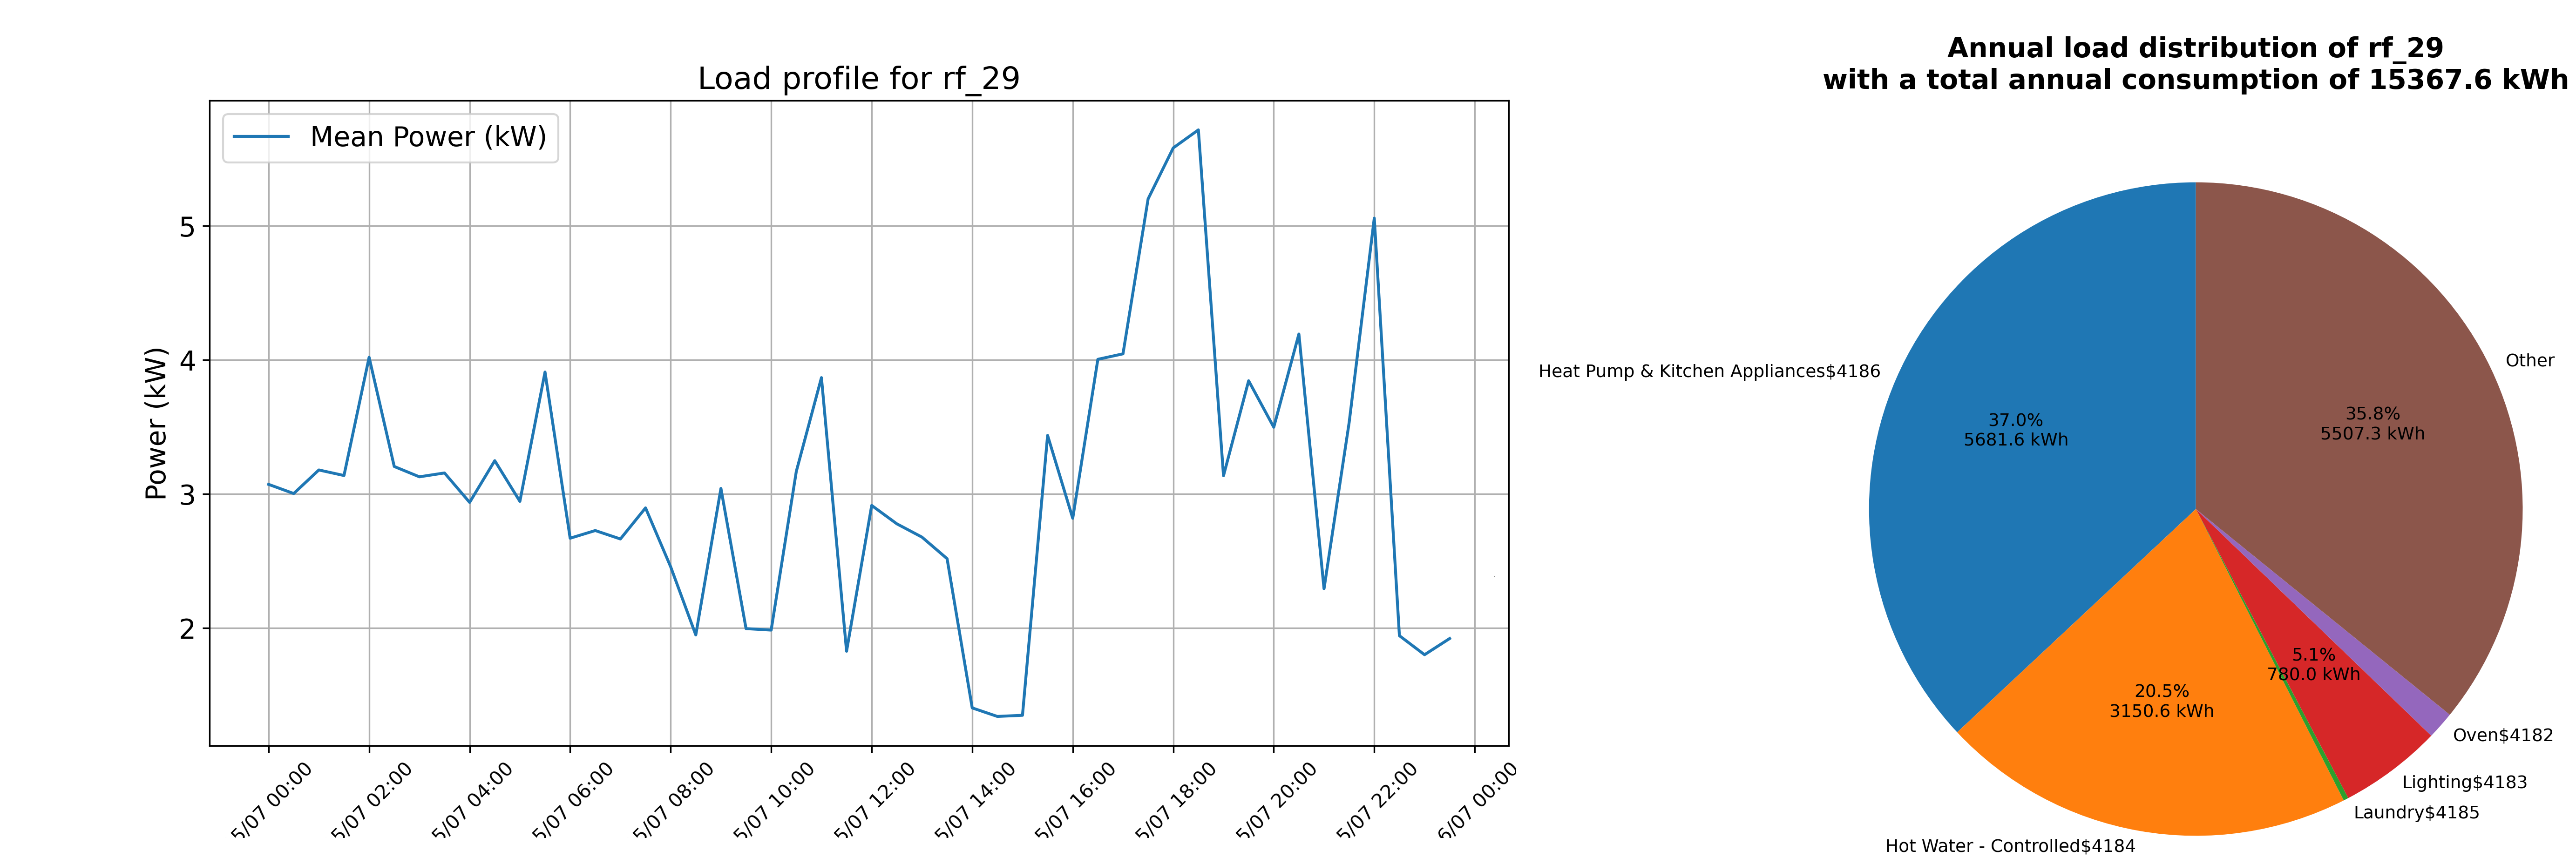 Load profile for rf_29
Mean Power (kW)
Power (kW)
5
4
3
2
5/07 00:00
5/07 02:00
5/07 04:00
5/07 06:00
5/07 08:00
5/07 10:00
5/07 12:00
5/07 14:00
5/07 16:00
5/07 18:00
5/07 20:00
5/07 22:00
6/07 00:00
Annual load distribution of rf_29
with a total annual consumption of 15367.6 kWh
Heat Pump & Kitchen Appliances$4186
37.0%
5681.6 kWh
Other
35.8%
5507.3 kWh
5.1%
780.0 kWh
20.5%
3150.6 kWh
Oven$4182
Lighting$4183
Laundry$4185
Hot Water - Controlled$4184